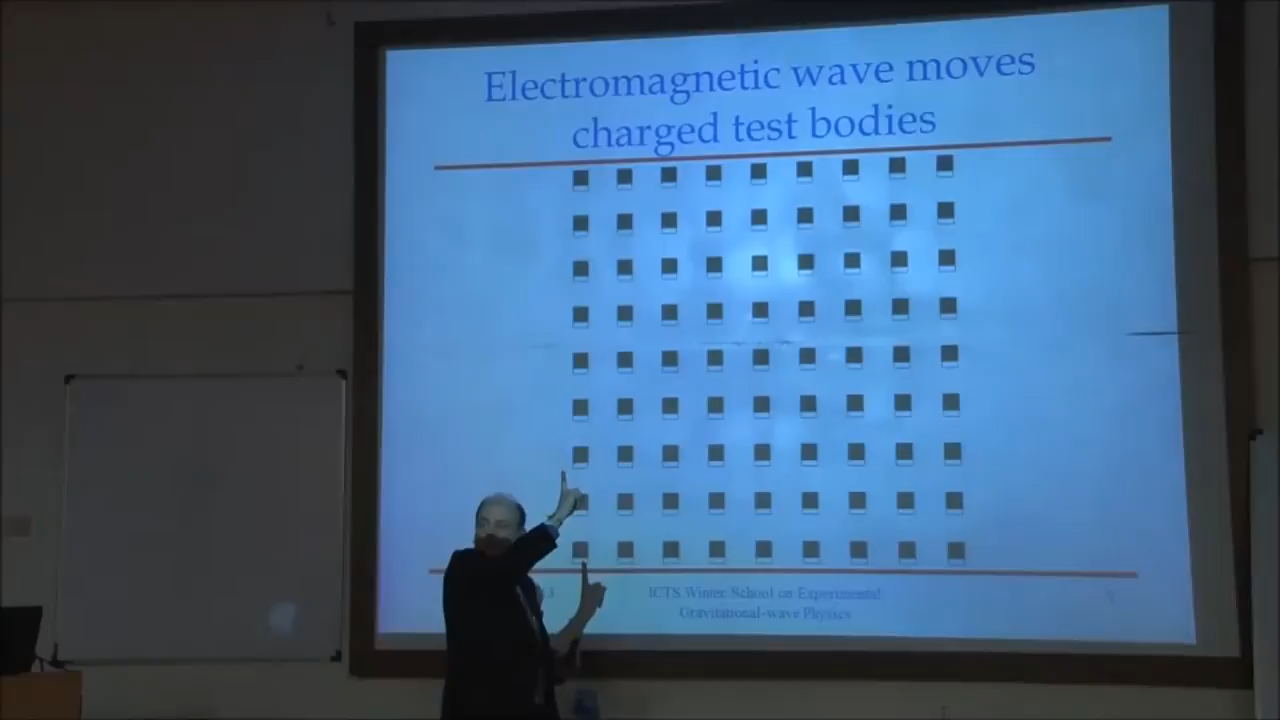 Electromagnetic wave moves
charged test bodies
ICTS Winter School on Experimental
Gravitational-wave Physics